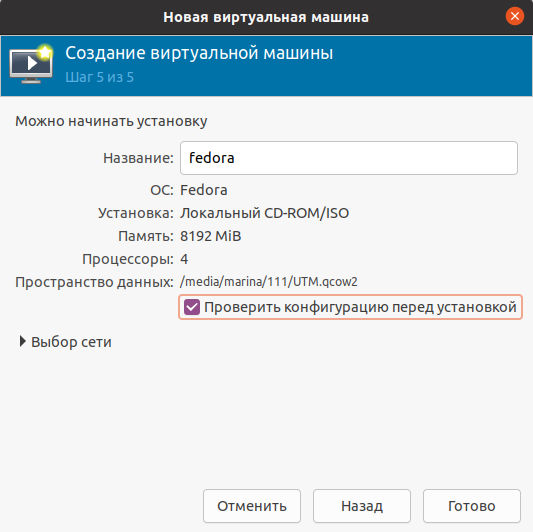 Новая виртуальная машина
Создание виртуальной машины
Шаг 5 из 5
Можно начинать установку
Название: fedora
ОС: Fedora
Установка: Локальный CD-ROM/ISO
Память: 8192 MiB
Процессоры: 4
Пространство данных: /media/marina/111/UTM.qcow2
Проверить конфигурацию перед установкой
Выбор сети
Отменить Назад Готово